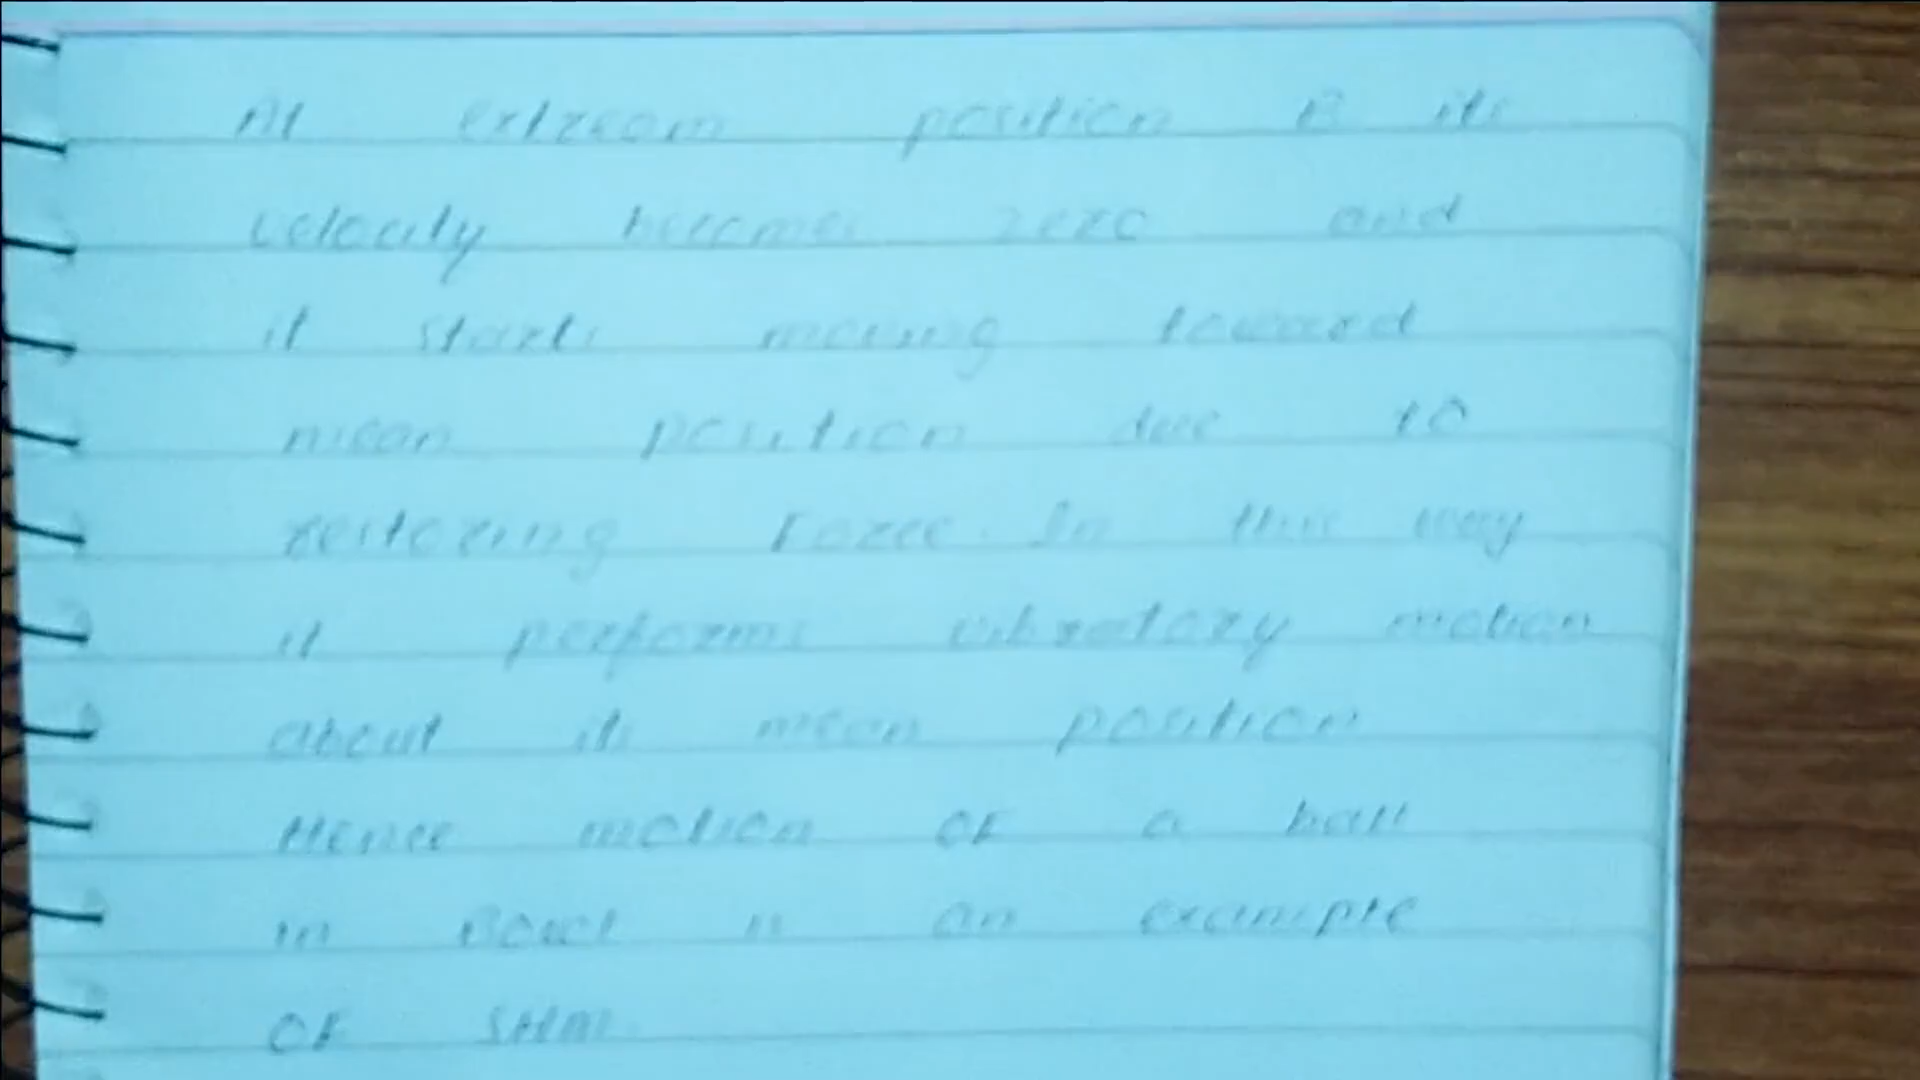 At extream position B its
velocity becomes zero and
it starts moving toward
mean position due to
restoring Force. In this way
it performs vibratory motion
about its mean position
Hence motion OF a ball
in Bowl is an example
OF SHM